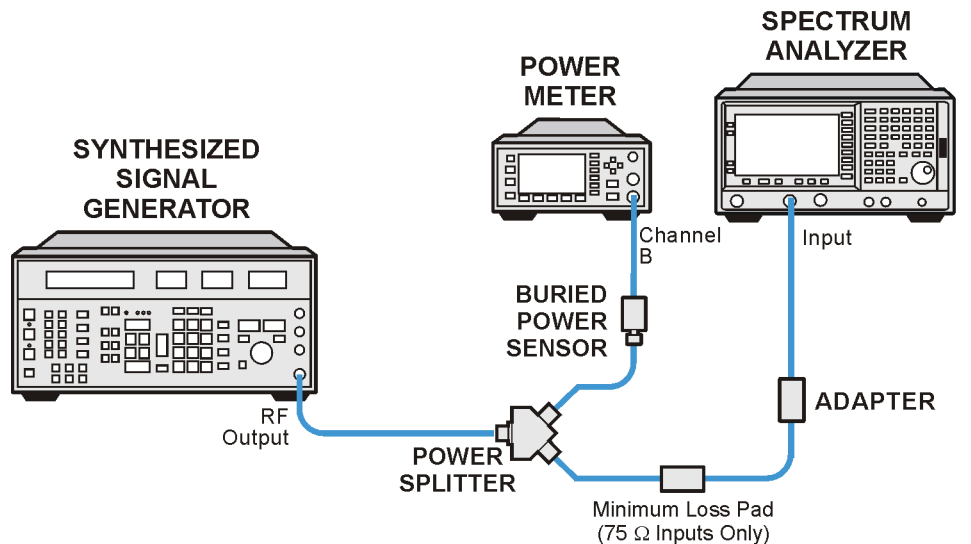 SPECTRUM
ANALYZER
POWER
METER
SYNTHESIZED
SIGNAL
GENERATOR
Channel
B
Input
BURIED
POWER
SENSOR
ADAPTER
RF
Output
POWER
SPLITTER
Minimum Loss Pad
(75 Ω Inputs Only)